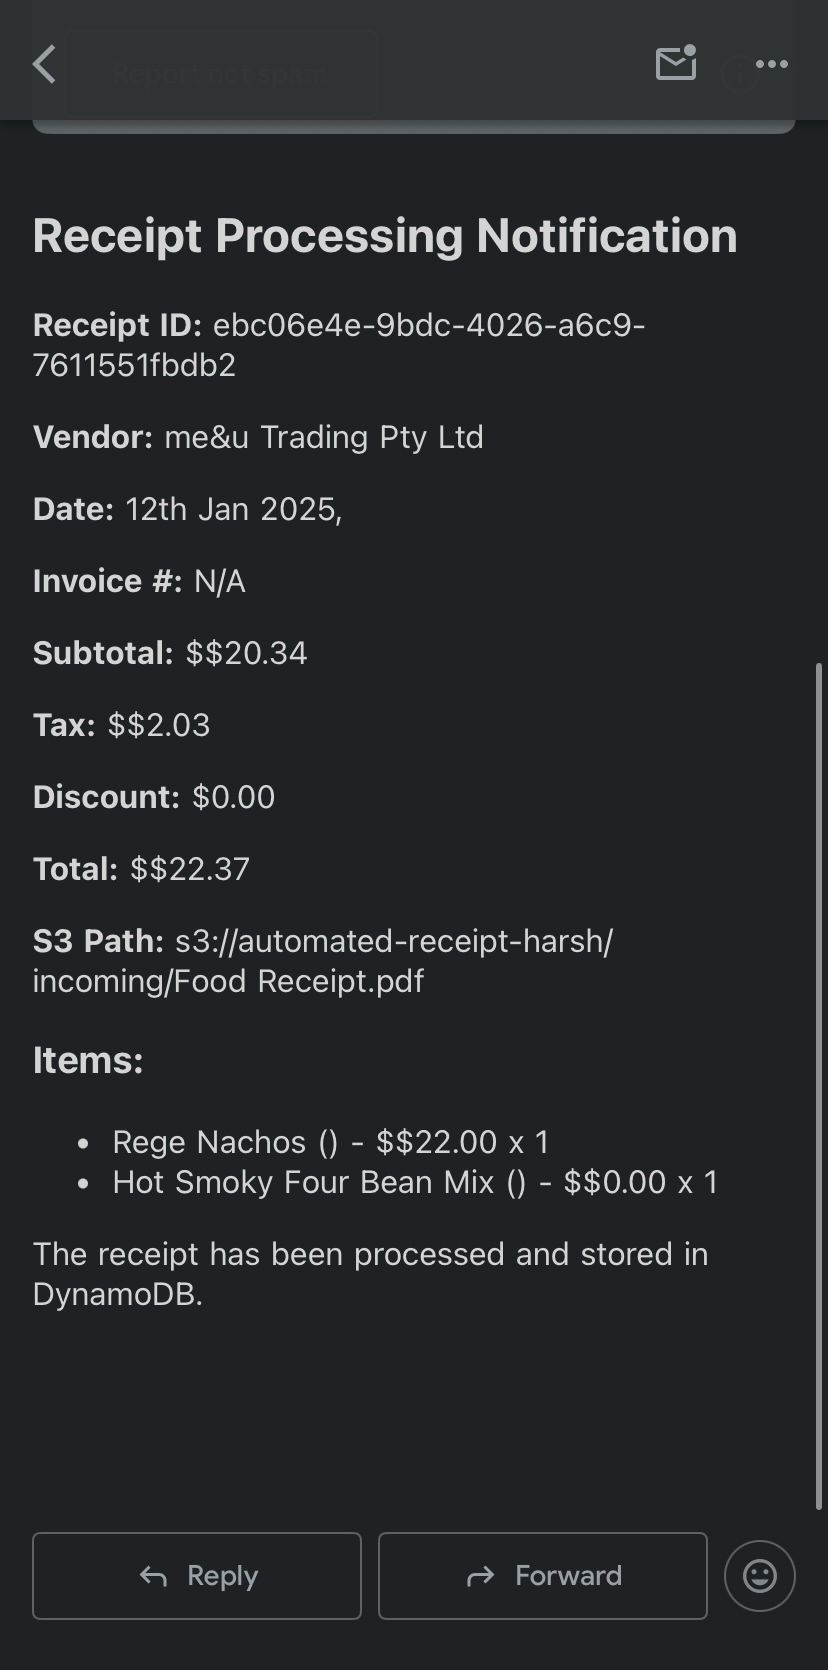 Report not spam
Receipt Processing Notification
Receipt ID: ebc06e4e-9bdc-4026-a6c9-
7611551fbdb2
Vendor: me&u Trading Pty Ltd
Date: 12th Jan 2025,
Invoice #: N/A
Subtotal: $$20.34
Tax: $$2.03
Discount: $0.00
Total: $$22.37
S3 Path: s3://automated-receipt-harsh/
incoming/Food Receipt.pdf
Items:
• Rege Nachos () - $$22.00 x 1
• Hot Smoky Four Bean Mix () - $$0.00 x 1
The receipt has been processed and stored in
DynamoDB.
Reply
Forward